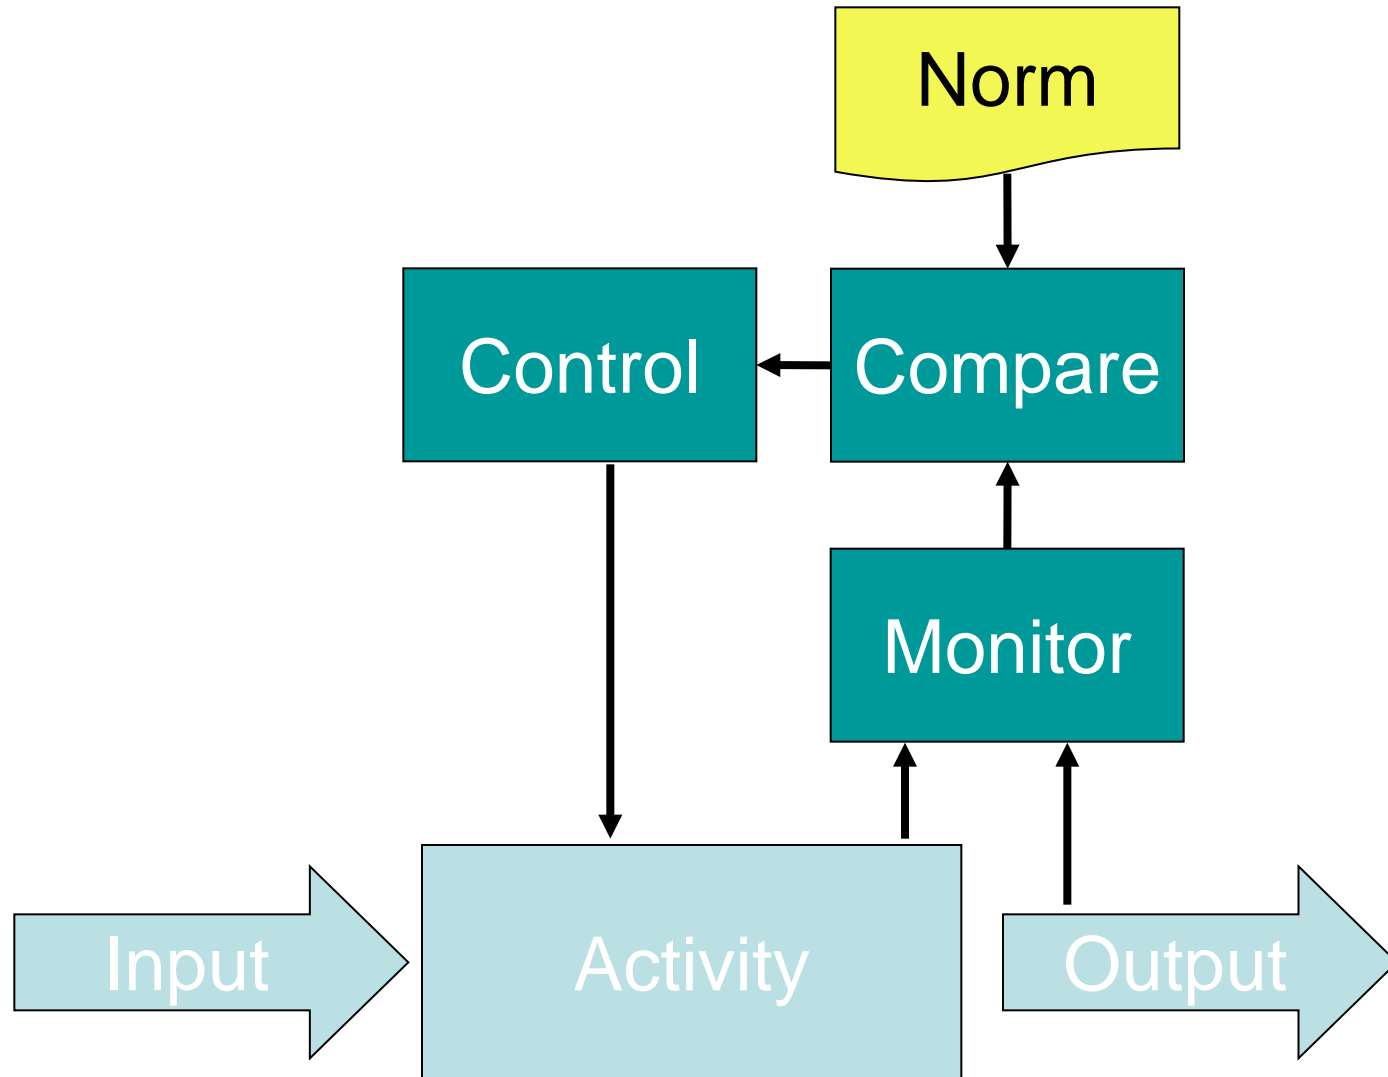 Norm
Control
Compare
Monitor
Input
Activity
Output